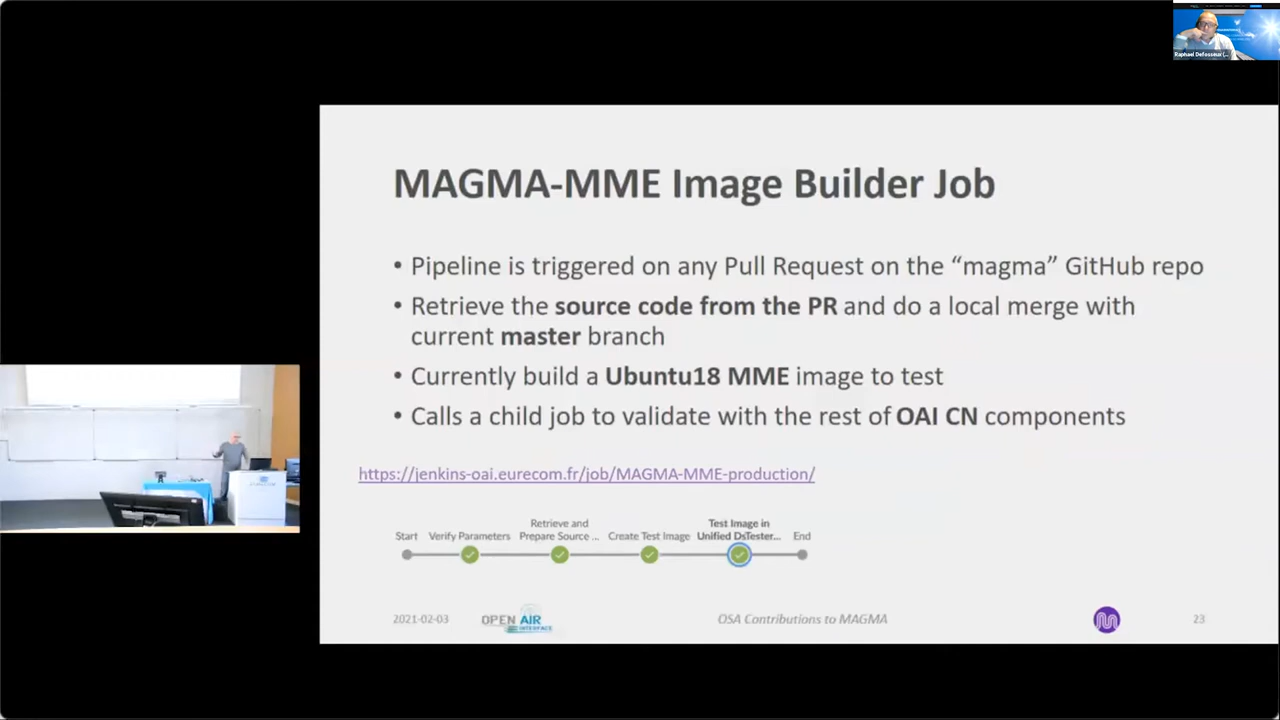 Raphael Defosseux (...
MAGMA-MME Image Builder Job
• Pipeline is triggered on any Pull Request on the “magma” GitHub repo
• Retrieve the source code from the PR and do a local merge with
current master branch
• Currently build a Ubuntu18 MME image to test
• Calls a child job to validate with the rest of OAI CN components
https://jenkins-oai.eurecom.fr/job/MAGMA-MME-production/
Start
Verify Parameters
Retrieve and
Prepare Source ...
Create Test Image
Test Image in
Unified DsTester...
End
2021-02-03
OPEN AIR
INTERFACE
OSA Contributions to MAGMA
23